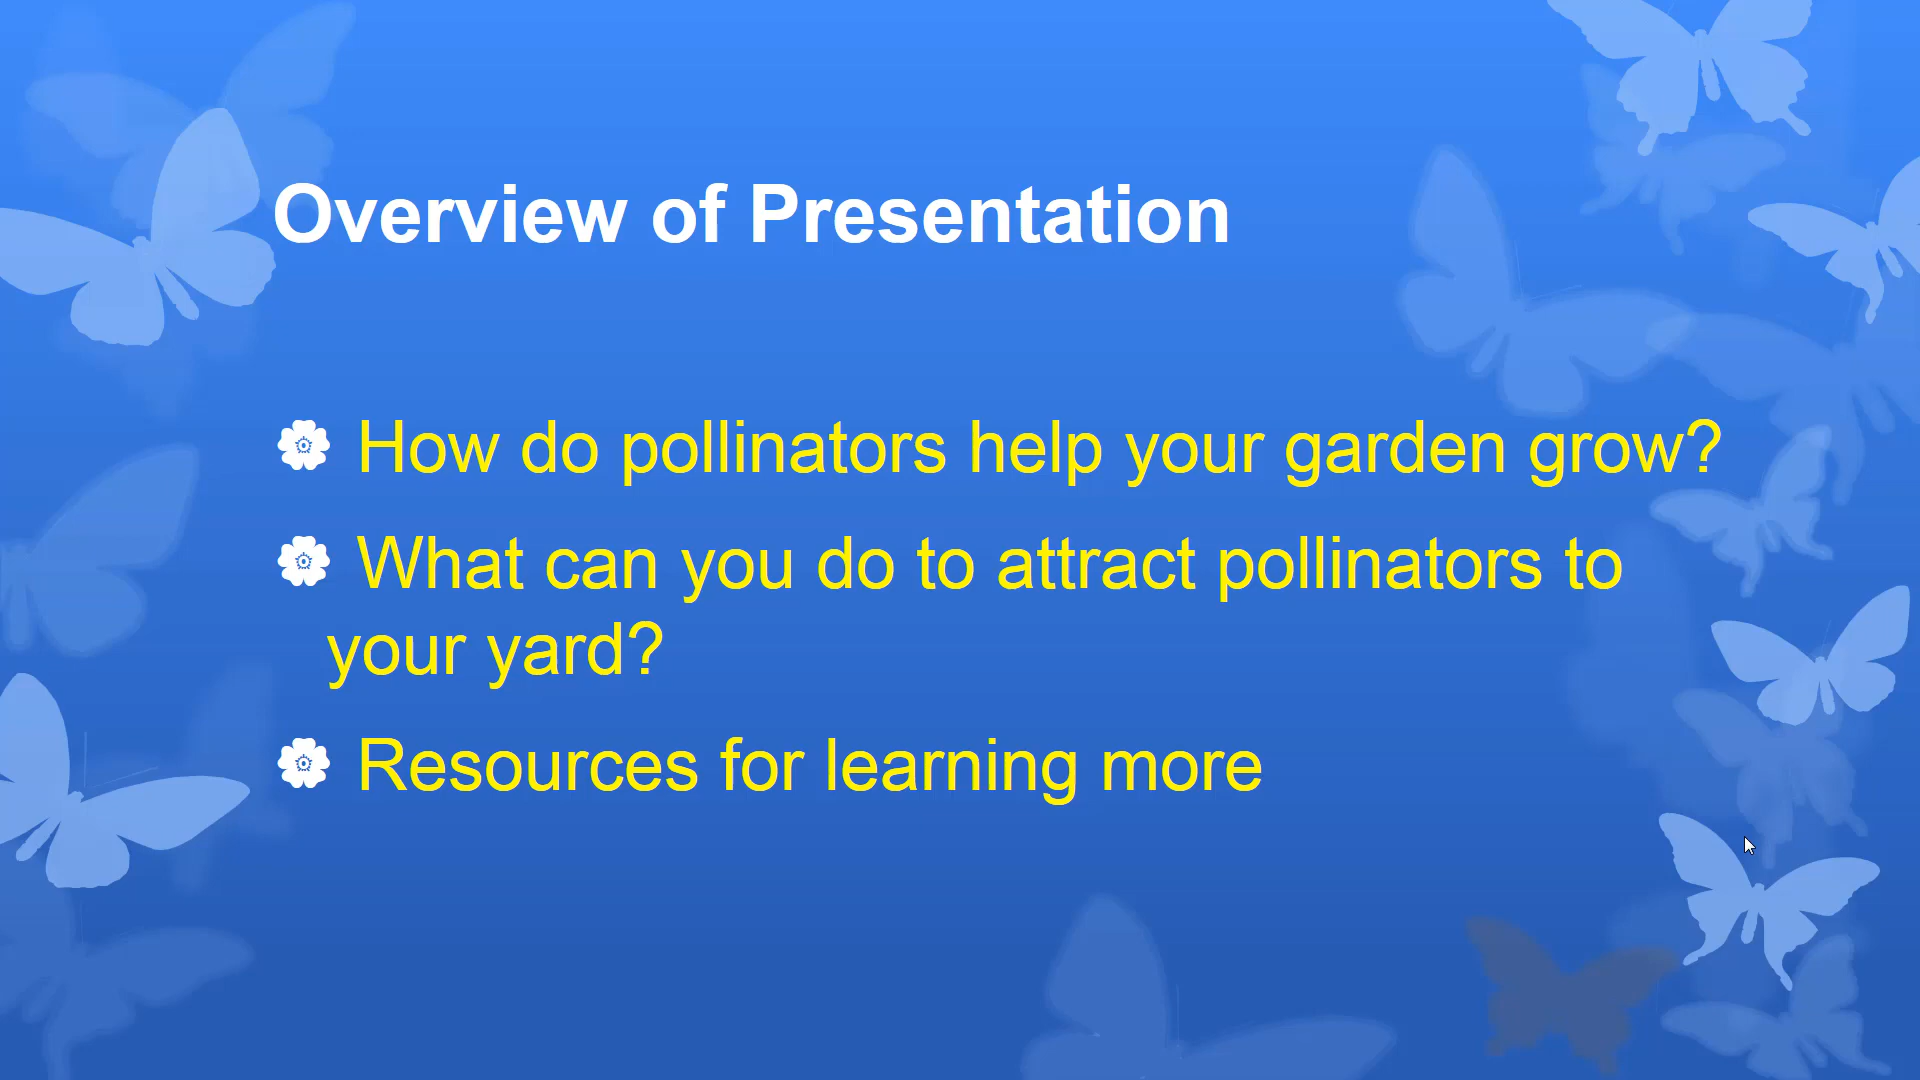 Overview of Presentation
How do pollinators help your garden grow?
What can you do to attract pollinators to
your yard?
Resources for learning more